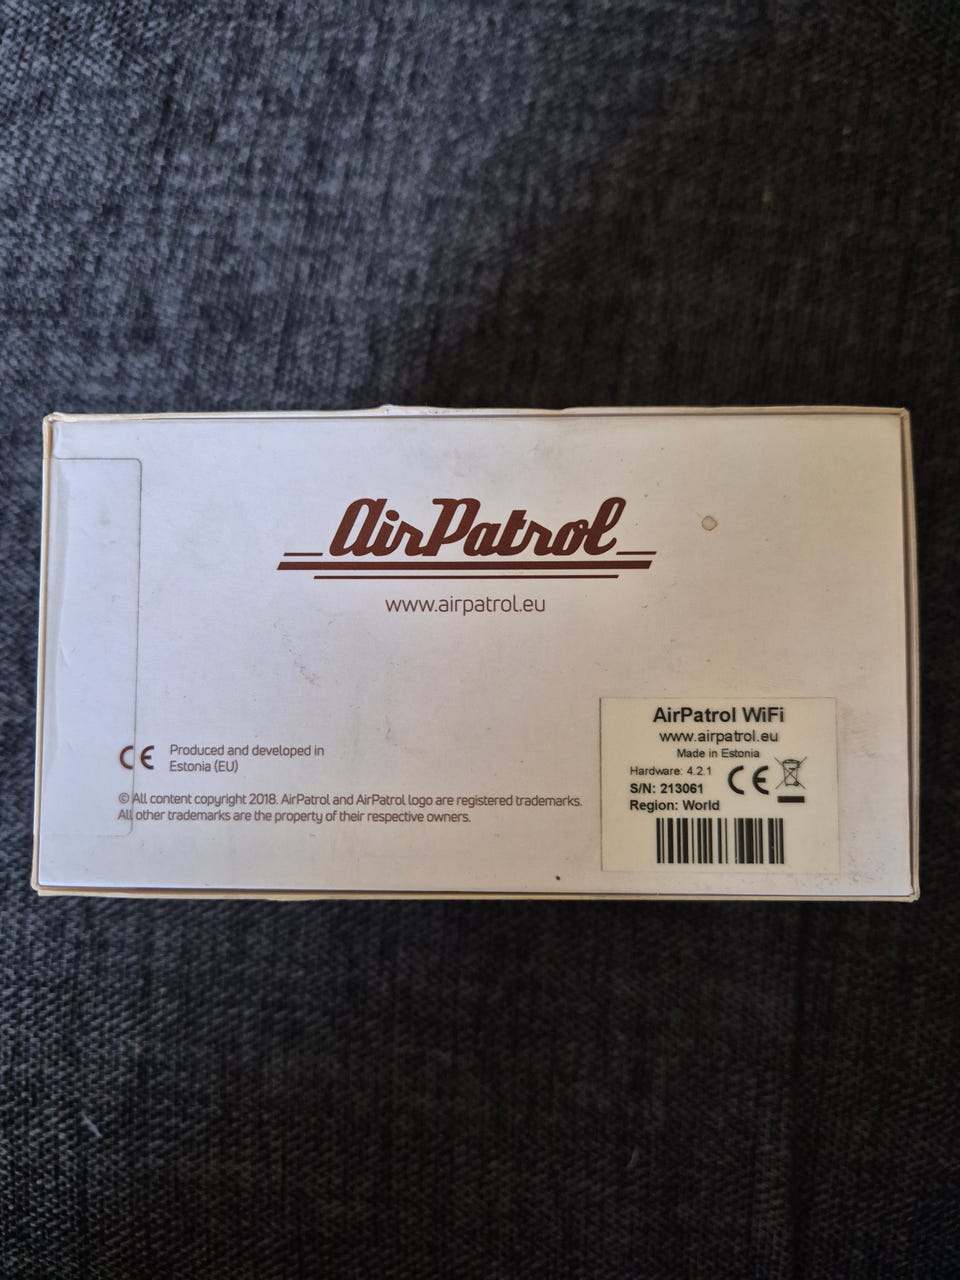 AirPatrol
www.airpatrol.eu
CE Produced and developed in
Estonia (EU)
© All content copyright 2018. AirPatrol and AirPatrol logo are registered trademarks.
All other trademarks are the property of their respective owners.
AirPatrol WiFi
www.airpatrol.eu
Made in Estonia
Hardware: 4.2.1
S/N: 213061
Region: World
CE